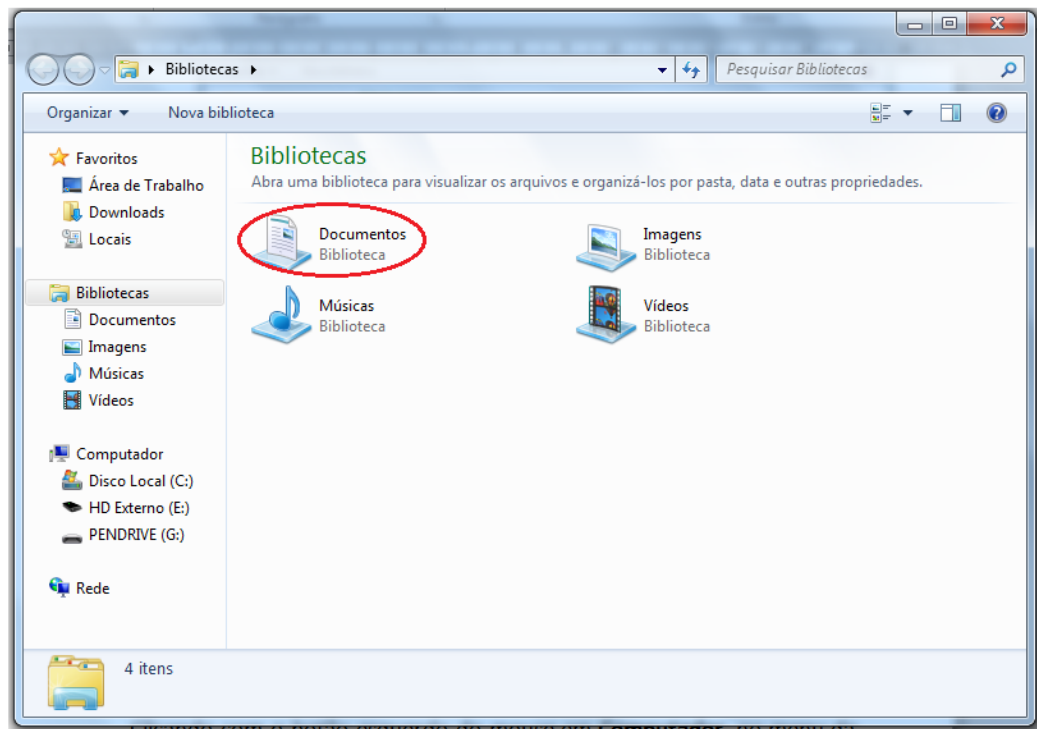 Bibliotecas
Pesquisar Bibliotecas
Organizar
Nova biblioteca
Favoritos
Área de Trabalho
Downloads
Locais
Bibliotecas
Documentos
Imagens
Músicas
Vídeos
Computador
Disco Local (C:)
HD Externo (E:)
PENDRIVE (G:)
Rede
Bibliotecas
Abra uma biblioteca para visualizar os arquivos e organizá-los por pasta, data e outras propriedades.
Documentos
Biblioteca
Imagens
Biblioteca
Músicas
Biblioteca
Vídeos
Biblioteca
4 itens